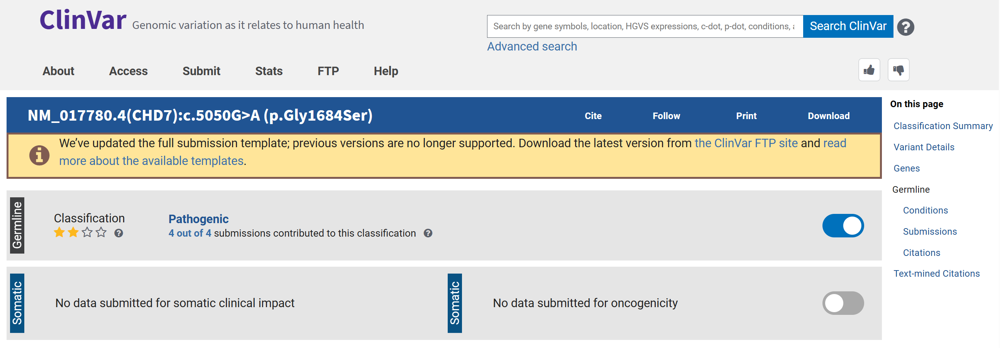 ClinVar Genomic variation as it relates to human health
Search by gene symbols, location, HGVS expressions, c-dot, p-dot, conditions,
Search ClinVar
Advanced search
About Access Submit Stats FTP Help
NM_017780.4(CHD7):c.5050G>A (p.Gly1684Ser)
Cite Follow Print Download
We’ve updated the full submission template; previous versions are no longer supported. Download the latest version from the ClinVar FTP site and read
more about the available templates.
Germline
Classification
Pathogenic
4 out of 4 submissions contributed to this classification
Somatic
No data submitted for somatic clinical impact
Somatic
No data submitted for oncogenicity
On this page
Classification Summary
Variant Details
Genes
Germline
Conditions
Submissions
Citations
Text-mined Citations